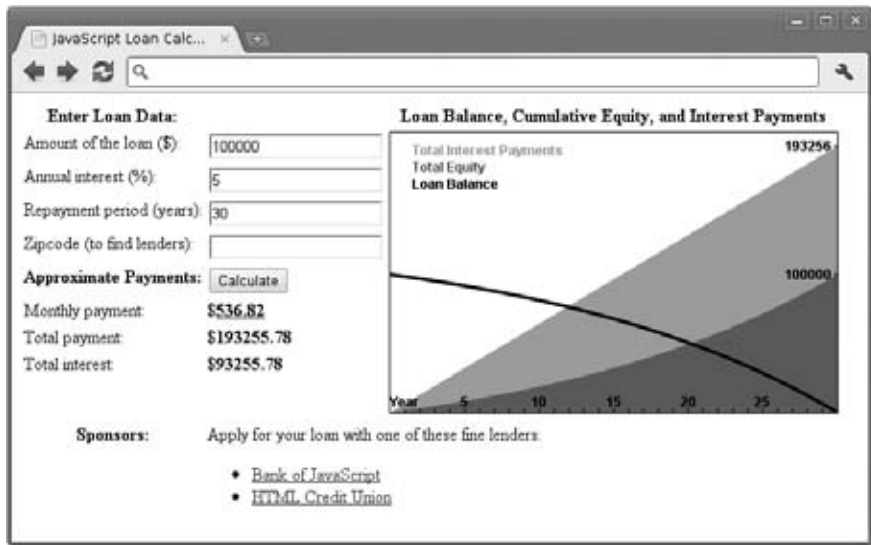 JavaScript Loan Calc...
Enter Loan Data:
Amount of the loan ($): 100000
Annual interest (%): 5
Repayment period (years): 30
Zipcode (to find lenders):
Approximate Payments: Calculate
Monthly payment: $536.82
Total payment: $193255.78
Total interest: $93255.78
Loan Balance, Cumulative Equity, and Interest Payments
Total Interest Payments
Total Equity
Loan Balance
193256
100000
Year 5 10 15 20 25
Sponsors: Apply for your loan with one of these fine lenders:
• Bank of JavaScript
• HTML Credit Union